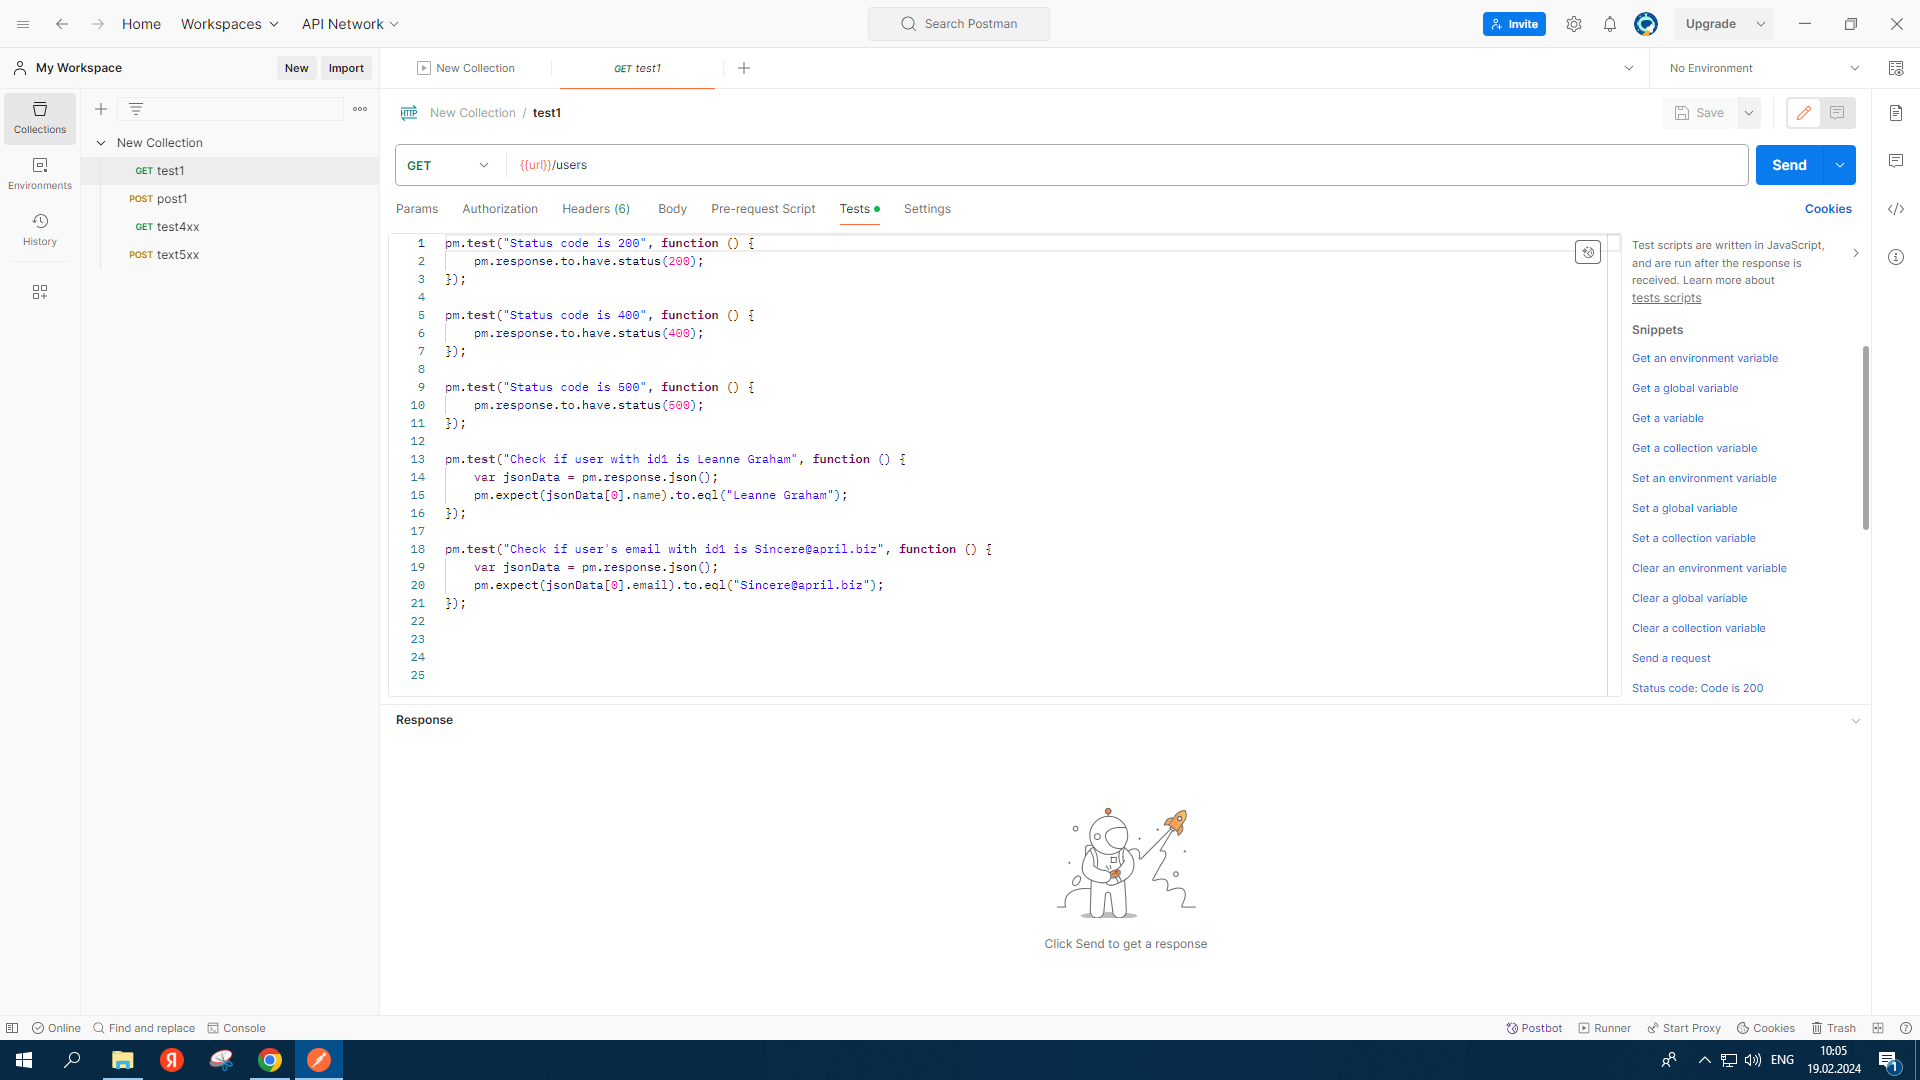 Home
Workspaces
API Network
Search Postman
Invite
Upgrade
My Workspace
New
Import
New Collection
GET test1
No Environment
Collections
Environments
History
New Collection
GET test1
POST post1
GET test4xx
POST text5xx
HTTP
New Collection / test1
Save
GET
{{url}}/users
Send
Params
Authorization
Headers (6)
Body
Pre-request Script
Tests
Settings
Cookies
1 pm.test("Status code is 200", function () {
2 pm.response.to.have.status(200);
3 });
4
5 pm.test("Status code is 400", function () {
6 pm.response.to.have.status(400);
7 });
8
9 pm.test("Status code is 500", function () {
10 pm.response.to.have.status(500);
11 });
12
13 pm.test("Check if user with id1 is Leanne Graham", function () {
14 var jsonData = pm.response.json();
15 pm.expect(jsonData[0].name).to.eql("Leanne Graham");
16 });
17
18 pm.test("Check if user's email with id1 is Sincere@april.biz", function () {
19 var jsonData = pm.response.json();
20 pm.expect(jsonData[0].email).to.eql("Sincere@april.biz");
21 });
22
23
24
25
Test scripts are written in JavaScript,
and are run after the response is
received. Learn more about
tests scripts
Snippets
Get an environment variable
Get a global variable
Get a variable
Get a collection variable
Set an environment variable
Set a global variable
Set a collection variable
Clear an environment variable
Clear a global variable
Clear a collection variable
Send a request
Status code: Code is 200
Response
Click Send to get a response
Online
Find and replace
Console
Postbot
Runner
Start Proxy
Cookies
Trash
Я
ENG
10:05
19.02.2024
1